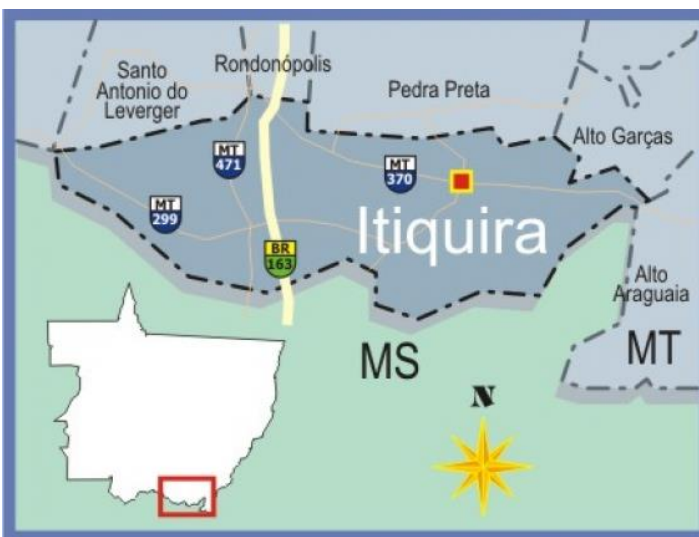 Santo
Antonio do
Leverger
Rondonópolis
Pedra Preta
Alto Garças
MT
471
MT
370
MT
299
Itiquira
BR
163
Alto
Araguaia
MS
MT
N